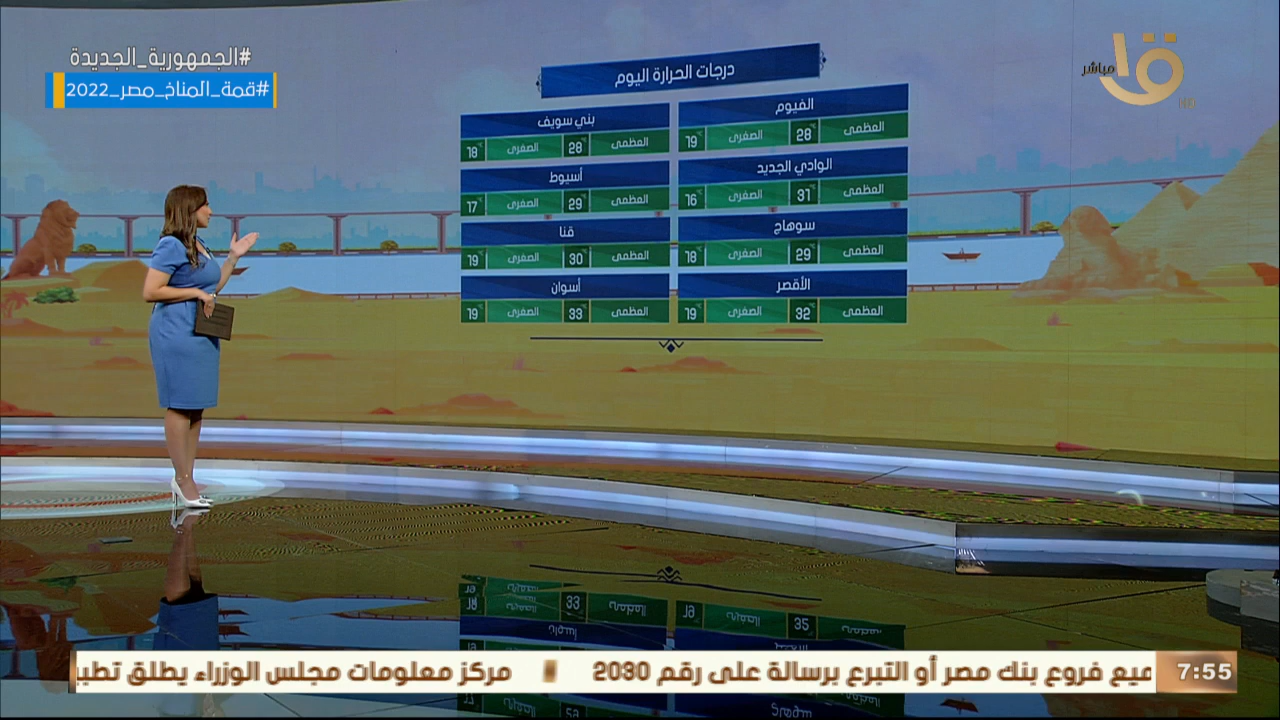 #الجمهورية_الجديدة
#قمة_المناخ_مصر_2022
مباشر
درجات الحرارة اليوم
الفيوم
العظمى 28 الصغرى 19
بني سويف
العظمى 28 الصغرى 18
الوادي الجديد
العظمى 31 الصغرى 16
أسيوط
العظمى 29 الصغرى 17
سوهاج
العظمى 29 الصغرى 18
قنا
العظمى 30 الصغرى 19
الأقصر
العظمى 32 الصغرى 19
أسوان
العظمى 33 الصغرى 19
7:55 ميع فروع بنك مصر أو التبرع برسالة على رقم 2030 مركز معلومات مجلس الوزراء يطلق تطبي